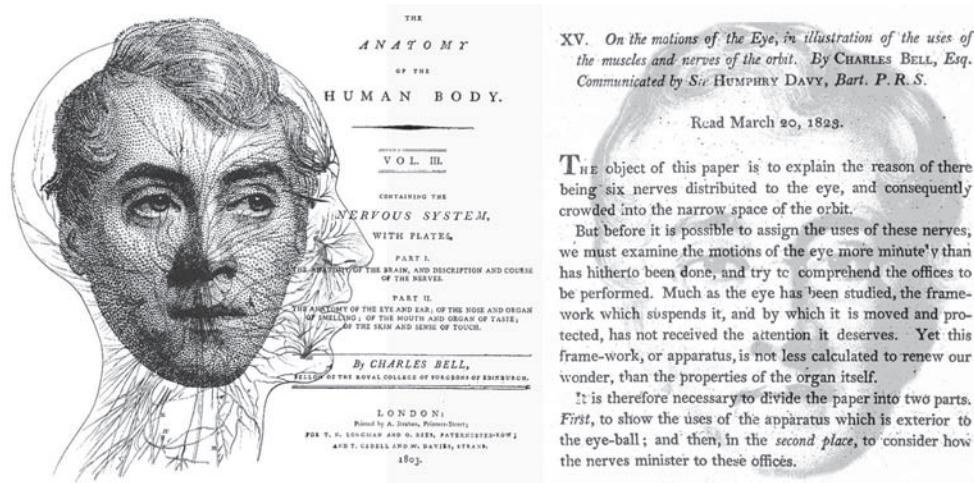 THE
ANATOMY
OF THE
HUMAN BODY.
VOL. III.
CONTAINING THE
NERVOUS SYSTEM,
WITH PLATES,
PART I.
THE ANATOMY OF THE BRAIN, AND DESCRIPTION AND COURSE
OF THE NERVES.
PART II.
THE ANATOMY OF THE EYE AND EAR; OF THE NOSE AND ORGAN
OF SMELLING; OF THE MOUTH AND ORGAN OF TASTE;
OF THE SKIN AND SENSE OF TOUCH.
By CHARLES BELL,
FELLOW OF THE ROYAL COLLEGE OF SURGEONS OF EDINBURGH.
LONDON:
Printed by A. Strahan, Printers-Street;
FOR T. N. LONGMAN AND O. REES, PATERNOSTER-ROW;
AND T. CADELL AND W. DAVIES, STRAND.
1803.
XV. On the motions of the Eye, in illustration of the uses of
the muscles and nerves of the orbit. By CHARLES BELL, Esq.
Communicated by Sir HUMPHRY DAVY, Bart. P. R. S.
Read March 20, 1823.
THE object of this paper is to explain the reason of there
being six nerves distributed to the eye, and consequently
crowded into the narrow space of the orbit.
But before it is possible to assign the uses of these nerves,
we must examine the motions of the eye more minutely than
has hitherto been done, and try to comprehend the offices to
be performed. Much as the eye has been studied, the frame-
work which suspends it, and by which it is moved and pro-
tected, has not received the attention it deserves. Yet this
frame-work, or apparatus, is not less calculated to renew our
wonder, than the properties of the organ itself.
It is therefore necessary to divide the paper into two parts.
First, to show the uses of the apparatus which is exterior to
the eye-ball; and then, in the second place, to consider how
the nerves minister to these offices.